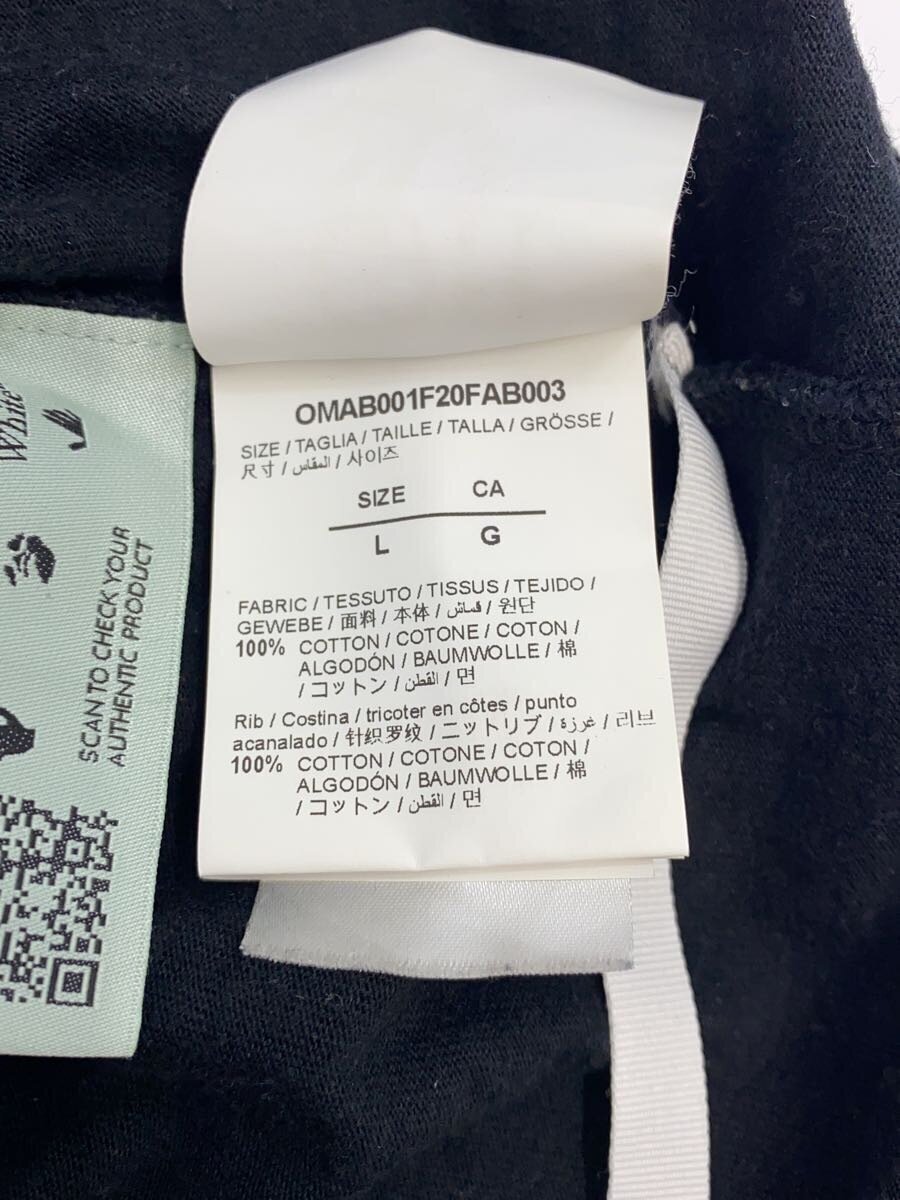 OMAB001F20FAB003
SIZE / TAGLIA / TAILLE / TALLA / GRÖSSE /
尺寸 / المقاس / 사이즈
SIZE CA
L G
FABRIC / TESSUTO / TISSUS / TEJIDO /
GEWEBE / 面料 / 本体 / قماش / 원단
100% COTTON / COTONE / COTON /
ALGODÓN / BAUMWOLLE / 棉
/ コットン / القطن / 면
Rib / Costina / tricoter en côtes / punto
acanalado / 针织罗纹 / ニットリブ / غرزة / 리브
100% COTTON / COTONE / COTON /
ALGODÓN / BAUMWOLLE / 棉
/ コットン / القطن / 면
White
SCAN TO CHECK YOUR
AUTHENTIC PRODUCT